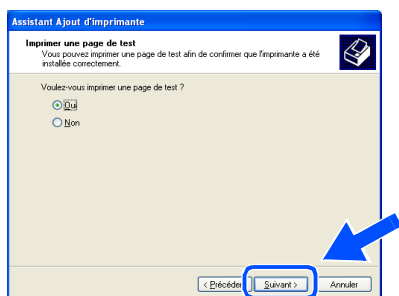 Assistant Ajout d'imprimante
Imprimer une page de test
Vous pouvez imprimer une page de test afin de confirmer que l'imprimante a été
installée correctement.
Voulez-vous imprimer une page de test ?
Oui
Non
< Précéden
Suivant >
Annuler